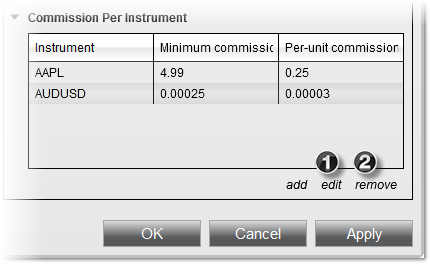 Commission Per Instrument
Instrument Minimum commissic Per-unit commission
AAPL 4.99 0.25
AUDUSD 0.00025 0.00003
1 2
add edit remove
OK Cancel Apply